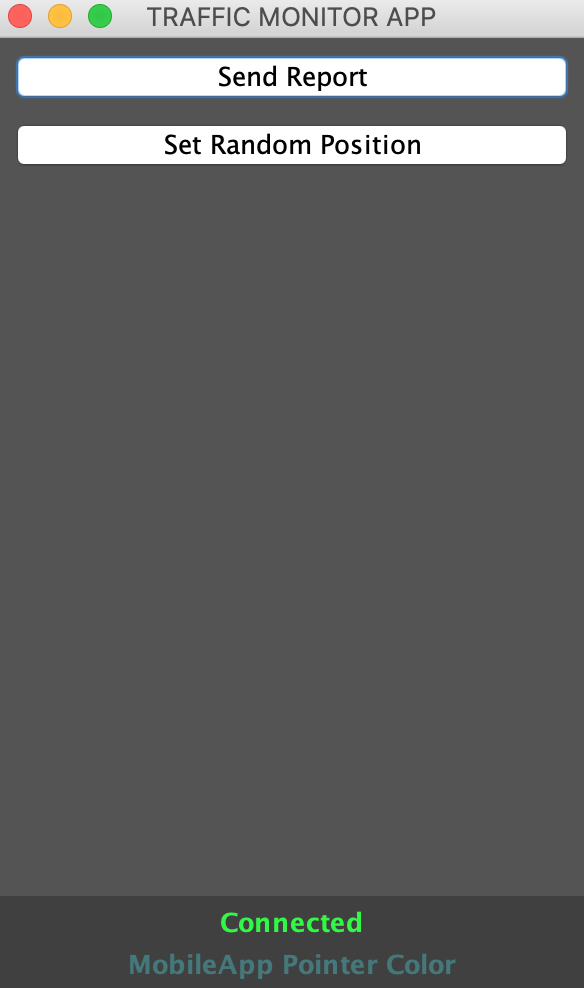 TRAFFIC MONITOR APP
Send Report
Set Random Position
Connected
MobileApp Pointer Color